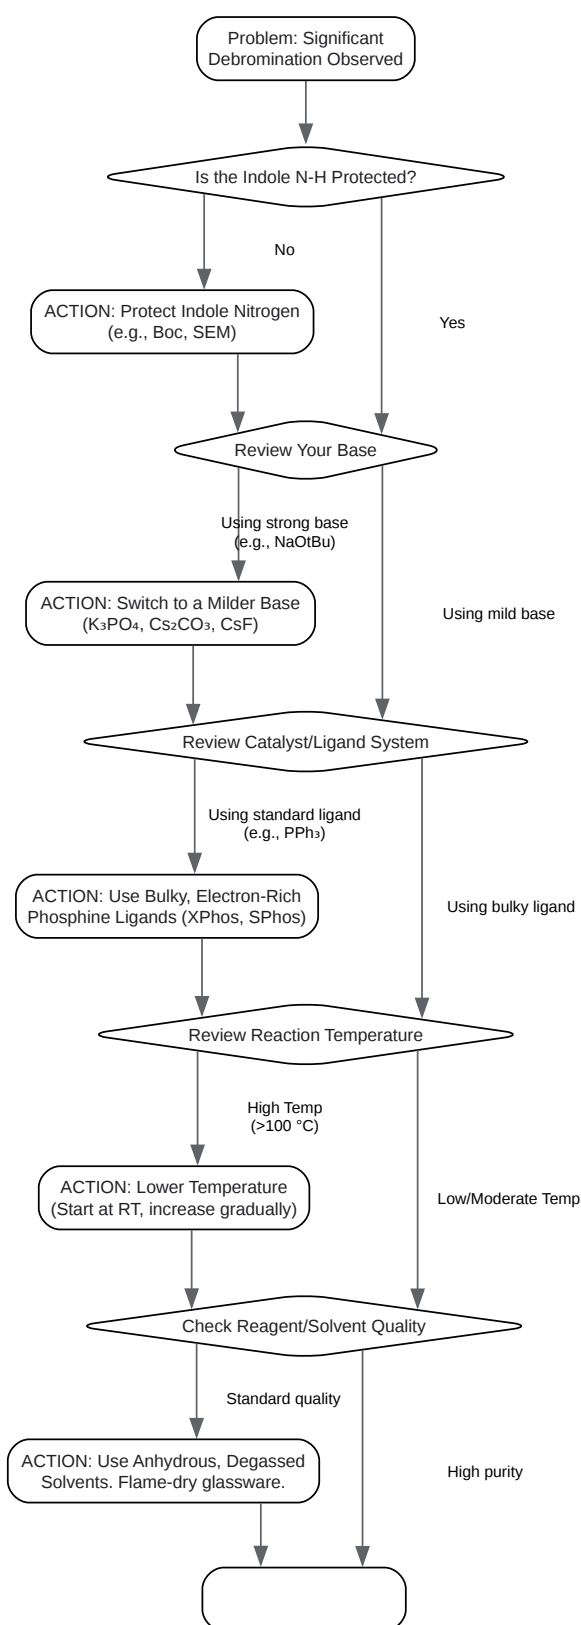 Problem: Significant
Debromination Observed
Is the Indole N-H Protected?
No
ACTION: Protect Indole Nitrogen
(e.g., Boc, SEM)
Yes
Review Your Base
Using strong base
(e.g., NaOtBu)
ACTION: Switch to a Milder Base
(K₃PO₄, Cs₂CO₃, CsF)
Using mild base
Review Catalyst/Ligand System
Using standard ligand
(e.g., PPh₃)
ACTION: Use Bulky, Electron-Rich
Phosphine Ligands (XPhos, SPhos)
Using bulky ligand
Review Reaction Temperature
High Temp
(>100 °C)
ACTION: Lower Temperature
(Start at RT, increase gradually)
Low/Moderate Temp
Check Reagent/Solvent Quality
Standard quality
ACTION: Use Anhydrous, Degassed
Solvents. Flame-dry glassware.
High purity